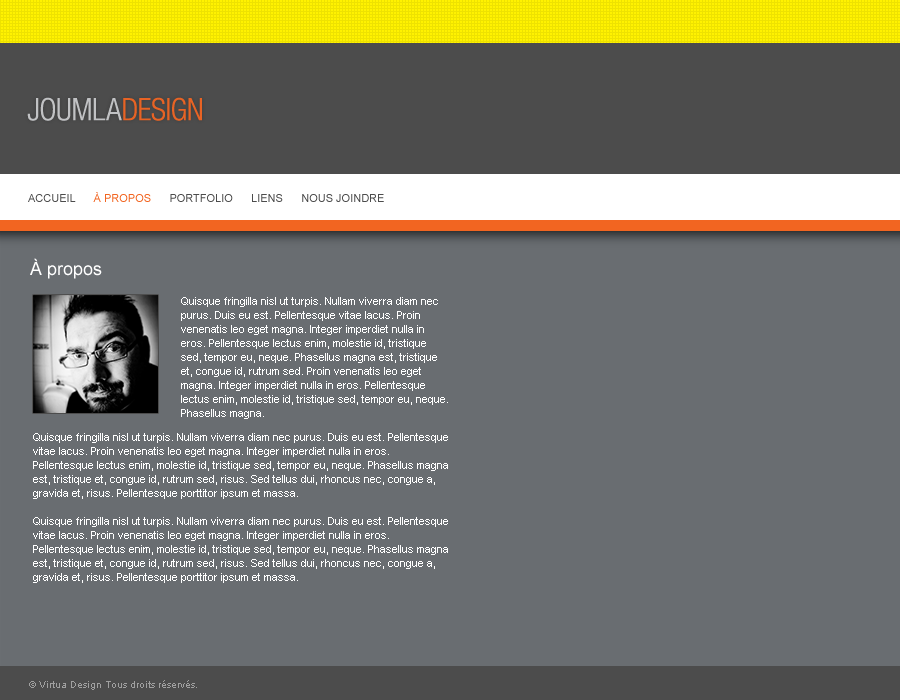 JOUMLADESIGN
ACCUEIL À PROPOS PORTFOLIO LIENS NOUS JOINDRE
À propos
Quisque fringilla nisl ut turpis. Nullam viverra diam nec
purus. Duis eu est. Pellentesque vitae lacus. Proin
venenatis leo eget magna. Integer imperdiet nulla in
eros. Pellentesque lectus enim, molestie id, tristique
sed, tempor eu, neque. Phasellus magna est, tristique
et, congue id, rutrum sed. Proin venenatis leo eget
magna. Integer imperdiet nulla in eros. Pellentesque
lectus enim, molestie id, tristique sed, tempor eu, neque.
Phasellus magna.
Quisque fringilla nisl ut turpis. Nullam viverra diam nec purus. Duis eu est. Pellentesque
vitae lacus. Proin venenatis leo eget magna. Integer imperdiet nulla in eros.
Pellentesque lectus enim, molestie id, tristique sed, tempor eu, neque. Phasellus magna
est, tristique et, congue id, rutrum sed, risus. Sed tellus dui, rhoncus nec, congue a,
gravida et, risus. Pellentesque porttitor ipsum et massa.
Quisque fringilla nisl ut turpis. Nullam viverra diam nec purus. Duis eu est. Pellentesque
vitae lacus. Proin venenatis leo eget magna. Integer imperdiet nulla in eros.
Pellentesque lectus enim, molestie id, tristique sed, tempor eu, neque. Phasellus magna
est, tristique et, congue id, rutrum sed, risus. Sed tellus dui, rhoncus nec, congue a,
gravida et, risus. Pellentesque porttitor ipsum et massa.
© Virtua Design Tous droits réservés.